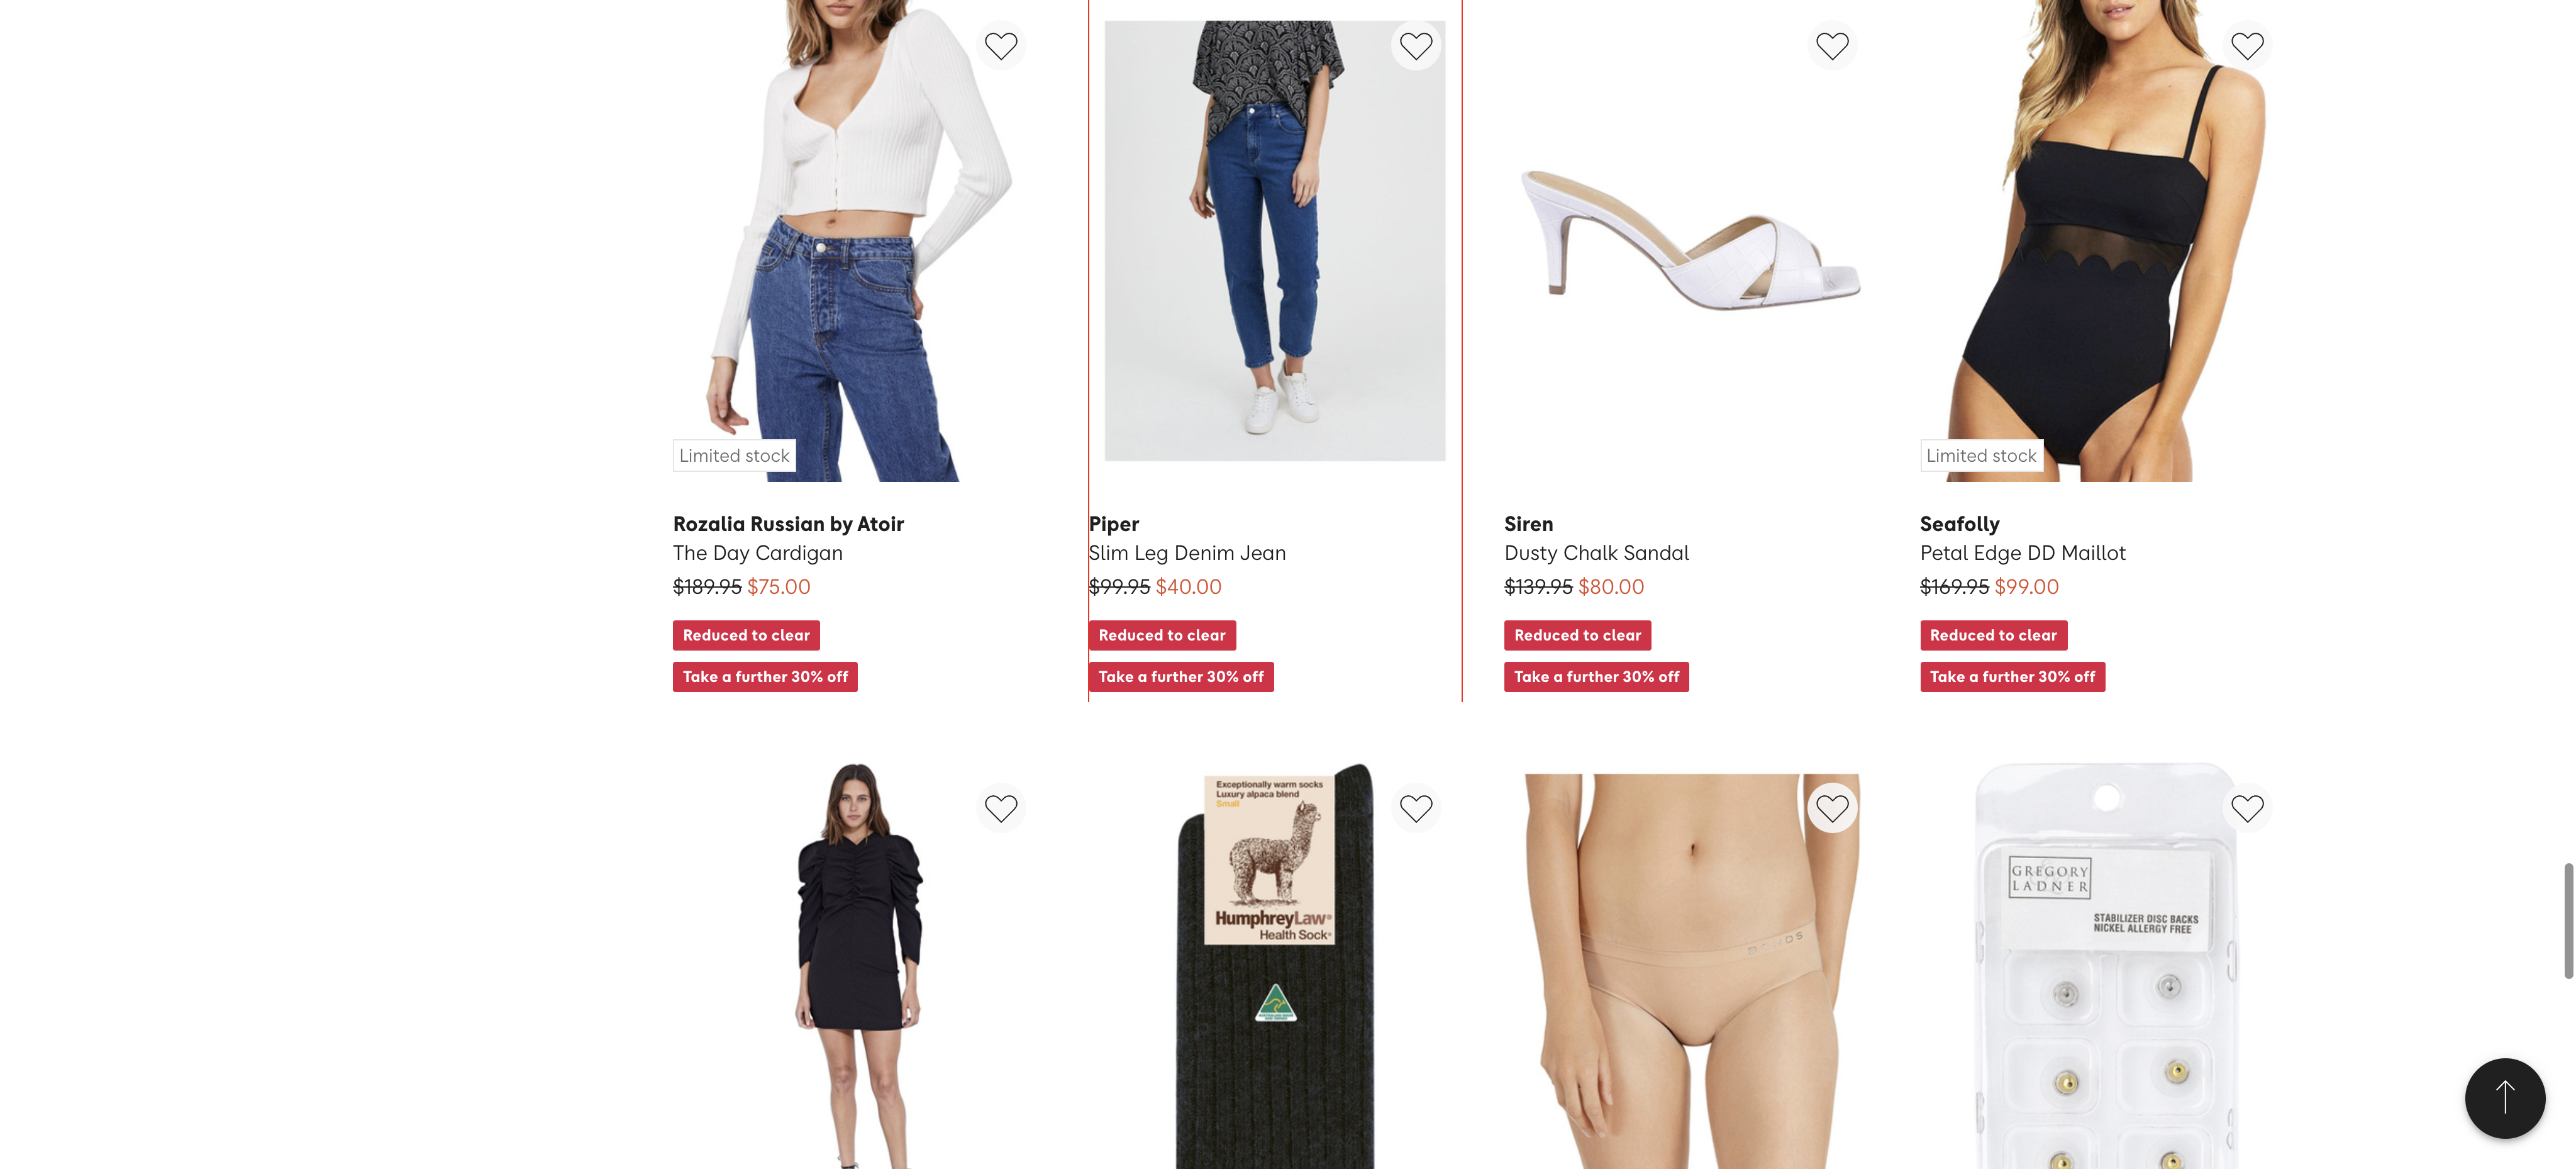 Limited stock
Limited stock
Rozalia Russian by Atoir
The Day Cardigan
$189.95 $75.00
Reduced to clear
Take a further 30% off
Piper
Slim Leg Denim Jean
$99.95 $40.00
Reduced to clear
Take a further 30% off
Siren
Dusty Chalk Sandal
$139.95 $80.00
Reduced to clear
Take a further 30% off
Seafolly
Petal Edge DD Maillot
$169.95 $99.00
Reduced to clear
Take a further 30% off
Exceptionally warm socks
Luxury alpaca blend
Small
HumphreyLaw®
Health Sock®
GREGORY
LADNER
STABILIZER DISC BACKS
NICKEL ALLERGY FREE